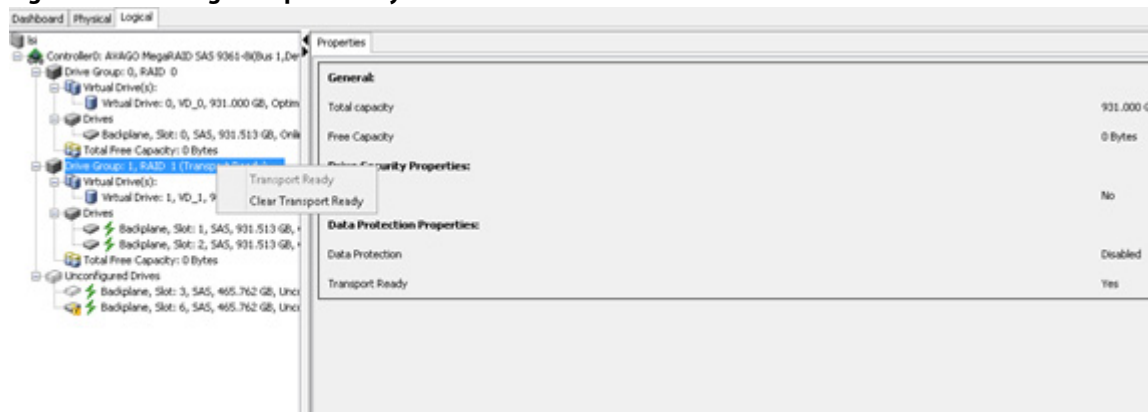 Dashboard Physical Logical
lsi
Controller0: AVAGO MegaRAID SAS 9361-8i(Bus 1,De
Drive Group: 0, RAID 0
Virtual Drive(s):
Virtual Drive: 0, VD_0, 931.000 GB, Optim
Drives
Backplane, Slot: 0, SAS, 931.513 GB, Onli
Total Free Capacity: 0 Bytes
Drive Group: 1, RAID 1 (Transport Ready)
Virtual Drive(s):
Virtual Drive: 1, VD_1, 9
Drives
Backplane, Slot: 1, SAS, 931.513 GB,
Backplane, Slot: 2, SAS, 931.513 GB,
Total Free Capacity: 0 Bytes
Unconfigured Drives
Backplane, Slot: 3, SAS, 465.762 GB, Unco
Backplane, Slot: 6, SAS, 465.762 GB, Unco
Transport Ready
Clear Transport Ready
Properties
General:
Total capacity 931.000 G
Free Capacity 0 Bytes
Drive Security Properties:
No
Data Protection Properties:
Data Protection Disabled
Transport Ready Yes